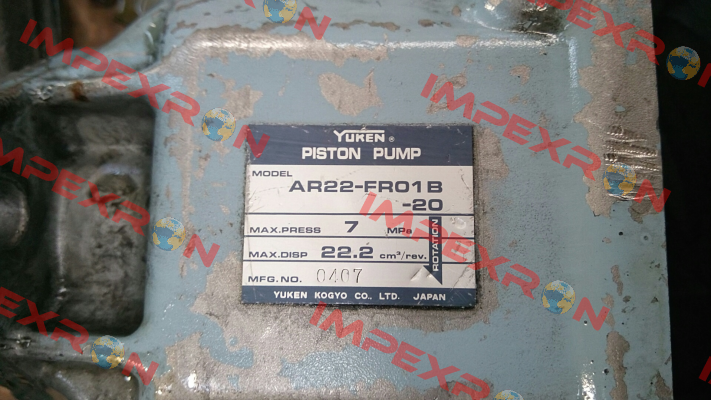 YUKEN ®
PISTON PUMP
MODEL AR22-FR01B
-20
MAX.PRESS 7 MPa
MAX.DISP 22.2 cm³/rev.
ROTATION
MFG.NO. 0407
YUKEN KOGYO CO., LTD. JAPAN
IMPEXRON
IMPEXRON
IMPEXRON
IMPEXRON
IMPEXRON
IMPEXRON